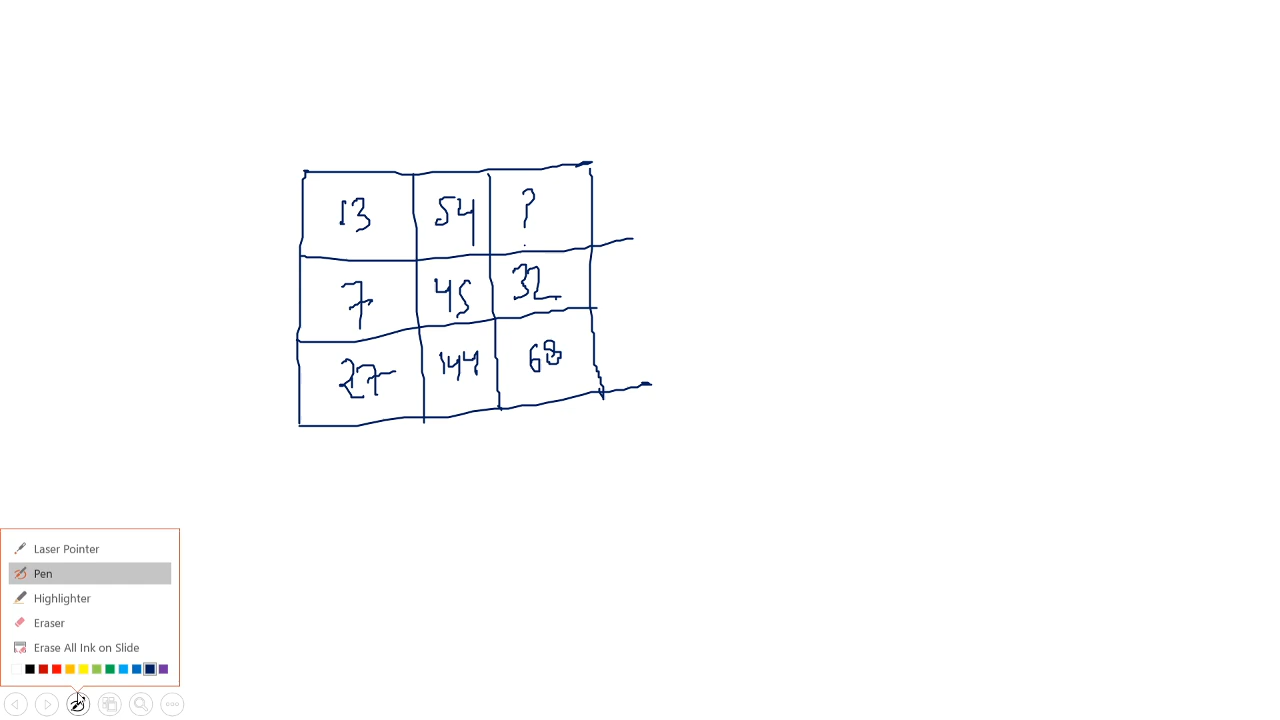 13 54 ?
7 45 32
27 144 68
Laser Pointer
Pen
Highlighter
Eraser
Erase All Ink on Slide